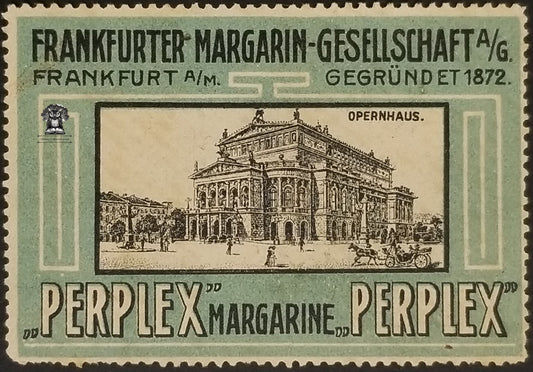 FRANKFURTER MARGARIN-GESELLSCHAFT A/G.
FRANKFURT A/M. GEGRÜNDET 1872.
OPERNHAUS.
„PERPLEX” MARGARINE „PERPLEX”